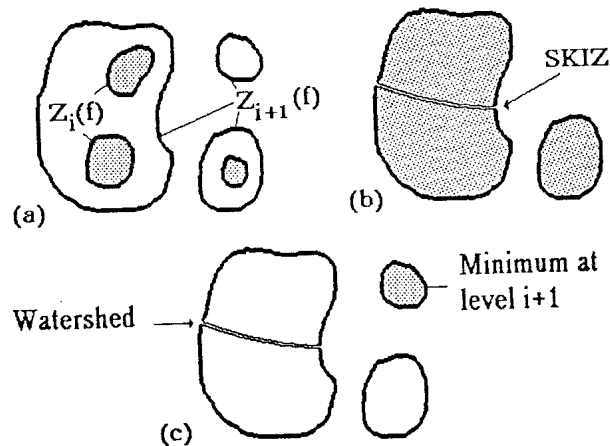 Z_i(f)
Z_{i+1}(f)
(a)
SKIZ
(b)
Minimum at
level i+1
Watershed
(c)